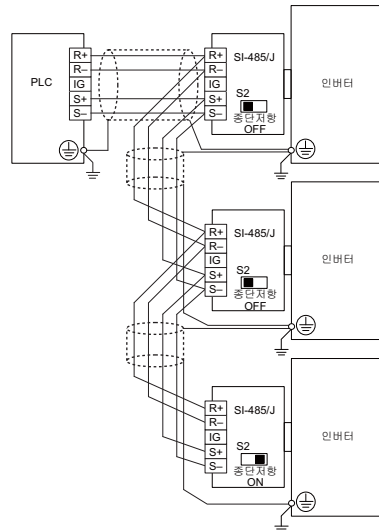 PLC
R+
R−
IG
S+
S−
R+
R−
IG
S+
S−
SI-485/J
S2
종단저항
OFF
인버터
R+
R−
IG
S+
S−
SI-485/J
S2
종단저항
OFF
인버터
R+
R−
IG
S+
S−
SI-485/J
S2
종단저항
ON
인버터